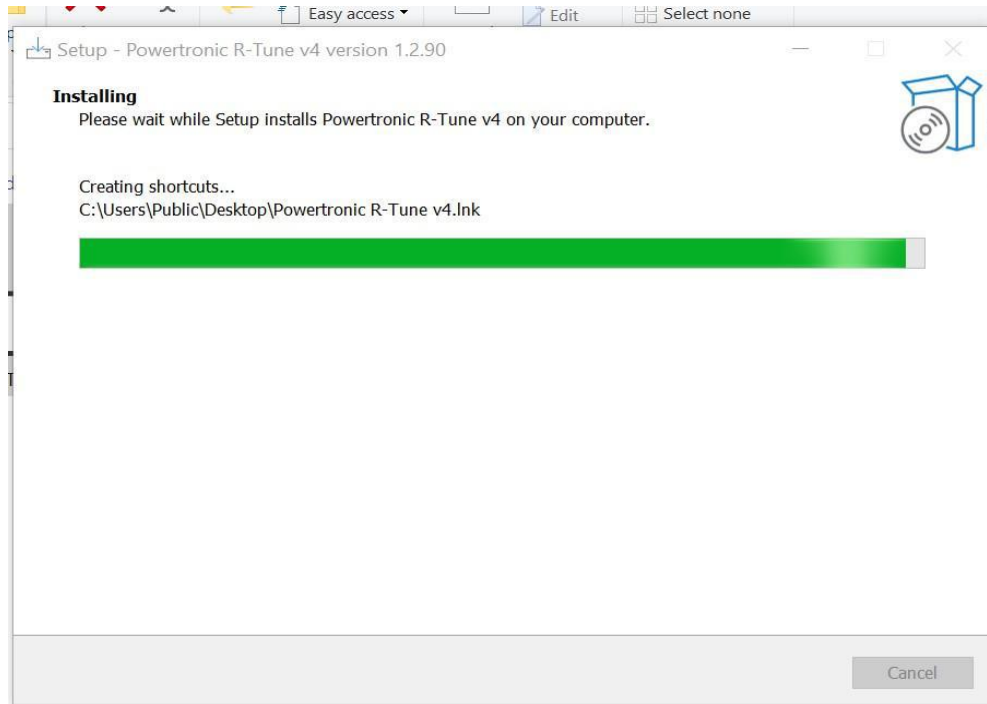 Easy access
Edit
Select none
Setup - Powertronic R-Tune v4 version 1.2.90
Installing
Please wait while Setup installs Powertronic R-Tune v4 on your computer.
Creating shortcuts...
C:\Users\Public\Desktop\Powertronic R-Tune v4.lnk
Cancel